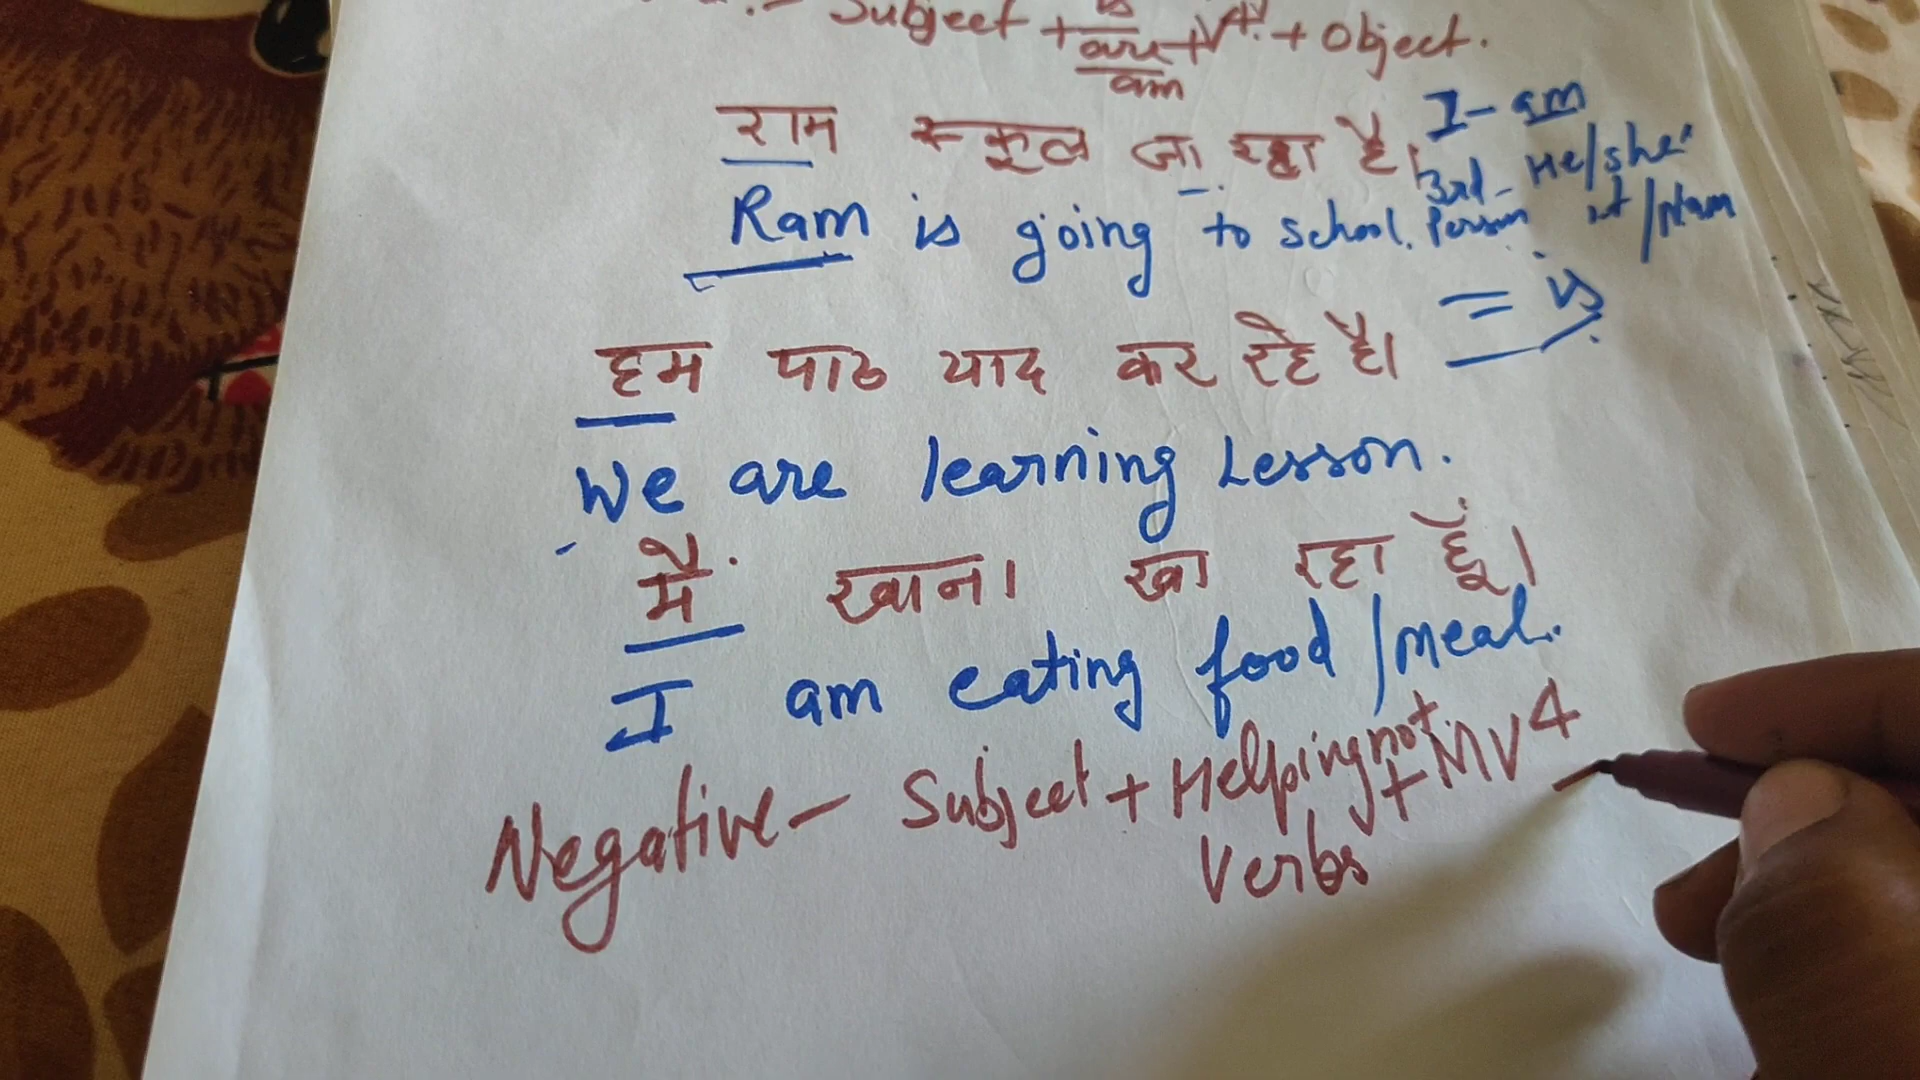 Subject + is/are/am + V4 + Object.
राम स्कूल जा रहा है।
I - am
3rd Person - He/she/it/Nam = is
Ram is going to school.
हम पाठ याद कर रहे है।
We are learning Lesson.
मैं खाना खा रहा हूँ।
I am eating food/meal.
Negative - Subject + Helping Verbs + not + MV4